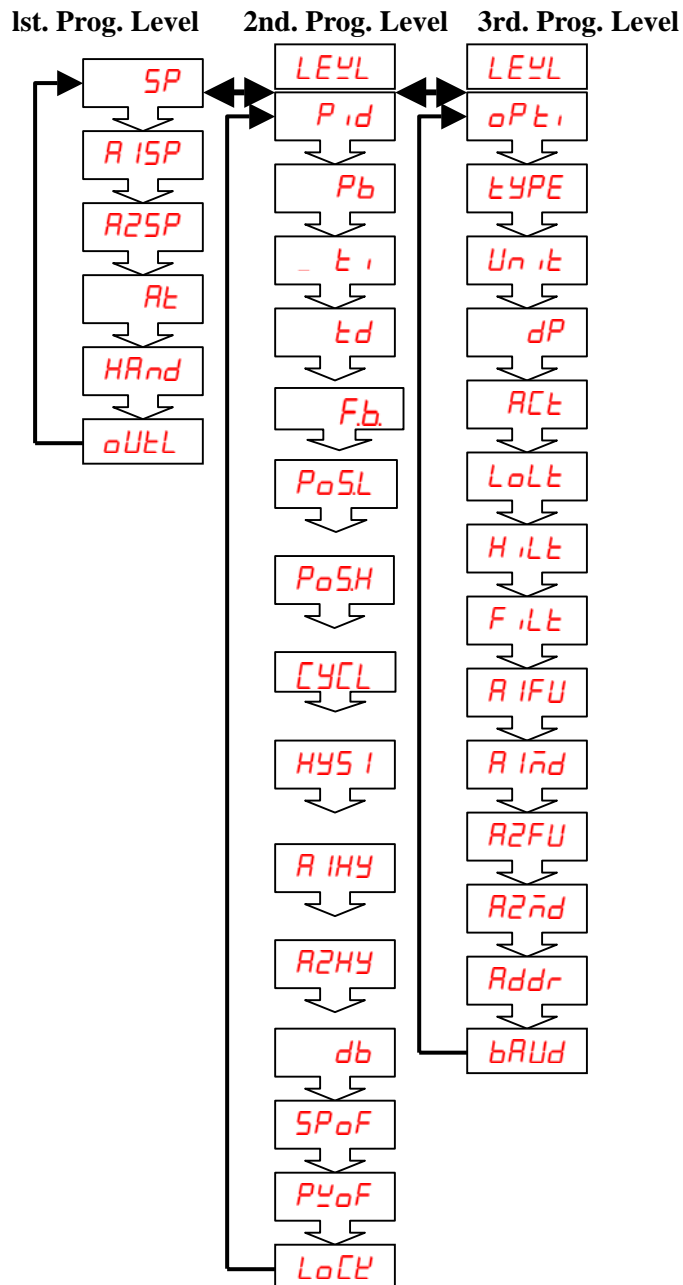 lst. Prog. Level 2nd. Prog. Level 3rd. Prog. Level
SP
A1SP
A2SP
At
HAnd
oUtL
LEVL
Pid
Pb
_ ti
td
F.b.
PoS.L
PoS.H
CYCL
HYS1
A1HY
A2HY
db
SPoF
PVoF
LoCK
LEVL
oPti
tYPE
Unit
dP
ACt
LoLt
HiLt
FiLt
A1FU
A1md
A2FU
A2md
Addr
bAUd